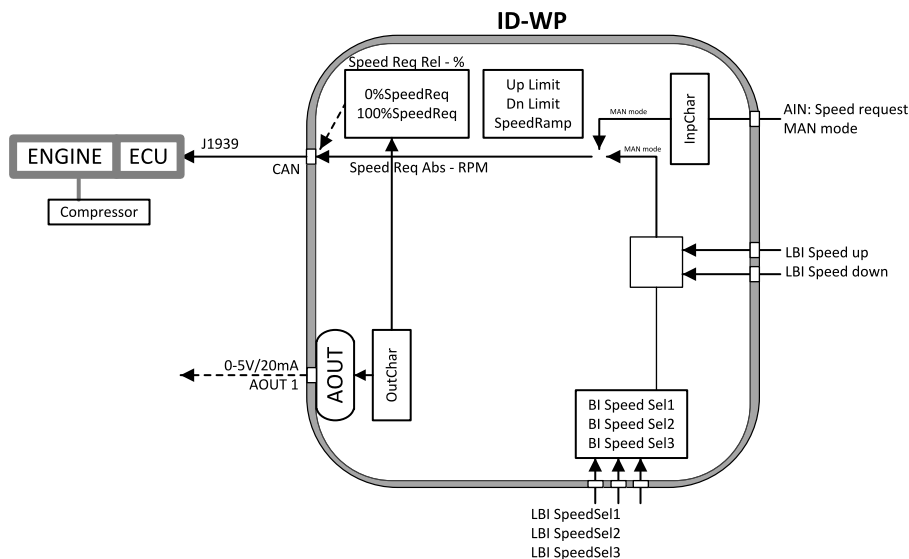 ID-WP
Speed Req Rel - %
0%SpeedReq
100%SpeedReq
Up Limit
Dn Limit
SpeedRamp
MAN mode
InpChar
AIN: Speed request
MAN mode
ENGINE
ECU
J1939
CAN
Speed Req Abs - RPM
MAN mode
Compressor
LBI Speed up
LBI Speed down
0-5V/20mA
AOUT 1
AOUT
OutChar
BI Speed Sel1
BI Speed Sel2
BI Speed Sel3
LBI SpeedSel1
LBI SpeedSel2
LBI SpeedSel3